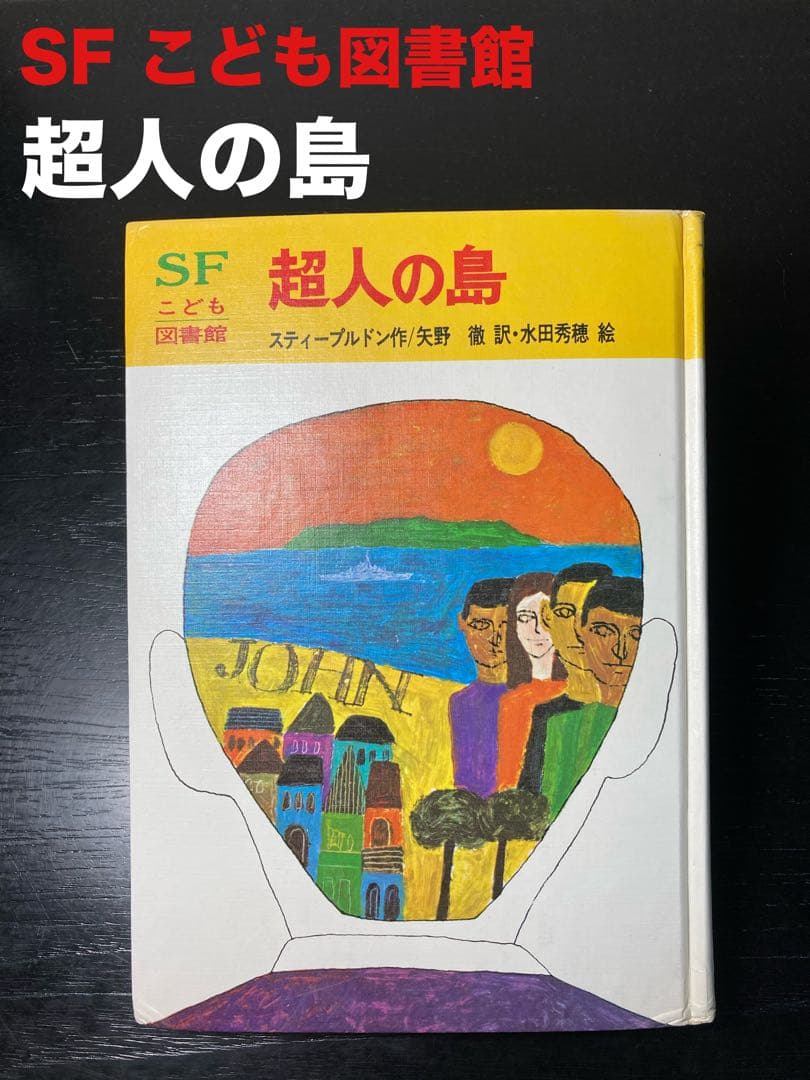 SF こども図書館
超人の島
SF
こども
図書館
超人の島
スティープルドン作/矢野 徹 訳・水田秀穂 絵
JOHN